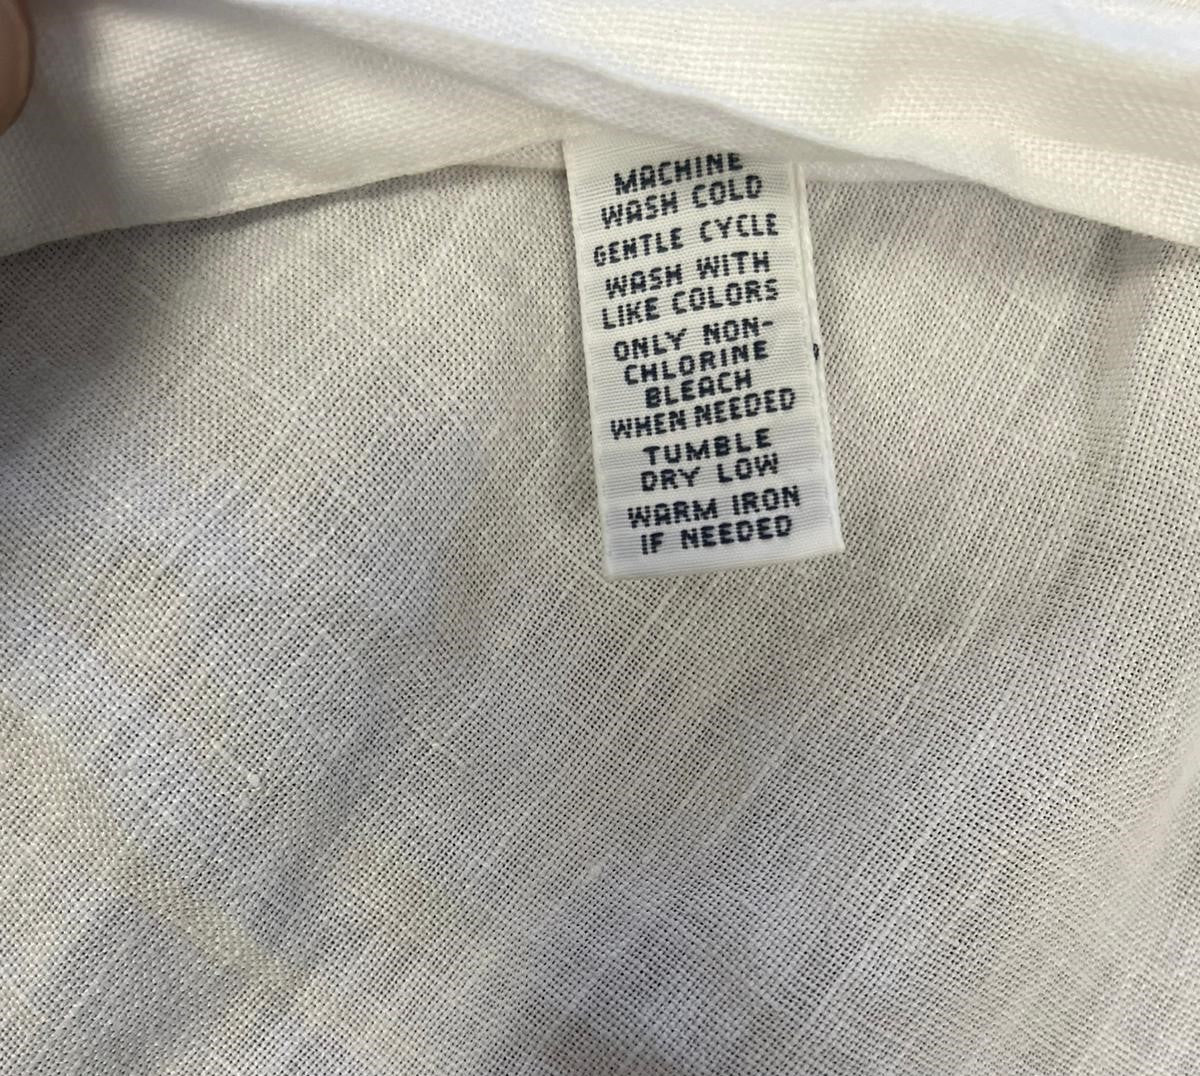 MACHINE
WASH COLD
GENTLE CYCLE
WASH WITH
LIKE COLORS
ONLY NON-
CHLORINE
BLEACH
WHEN NEEDED
TUMBLE
DRY LOW
WARM IRON
IF NEEDED